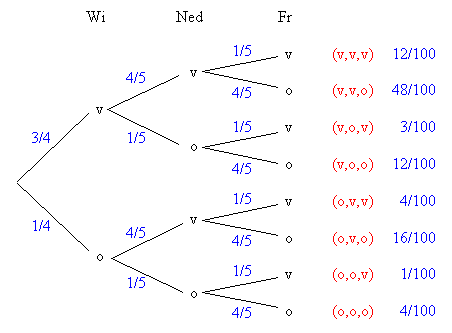 Wi Ned Fr
1/5 v (v,v,v) 12/100
4/5 v
4/5 o (v,v,o) 48/100
v
3/4 1/5 v (v,o,v) 3/100
1/5 o
4/5 o (v,o,o) 12/100
1/5 v (o,v,v) 4/100
1/4 4/5 v
4/5 o (o,v,o) 16/100
o
1/5 v (o,o,v) 1/100
1/5 o
4/5 o (o,o,o) 4/100